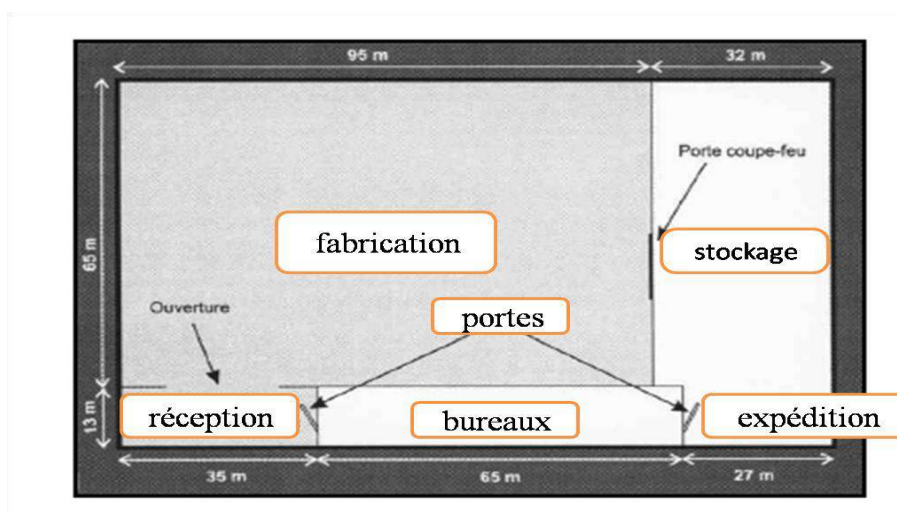 95 m
32 m
Porte coupe-feu
fabrication
stockage
65 m
Ouverture
portes
13 m
réception
bureaux
expédition
35 m
65 m
27 m